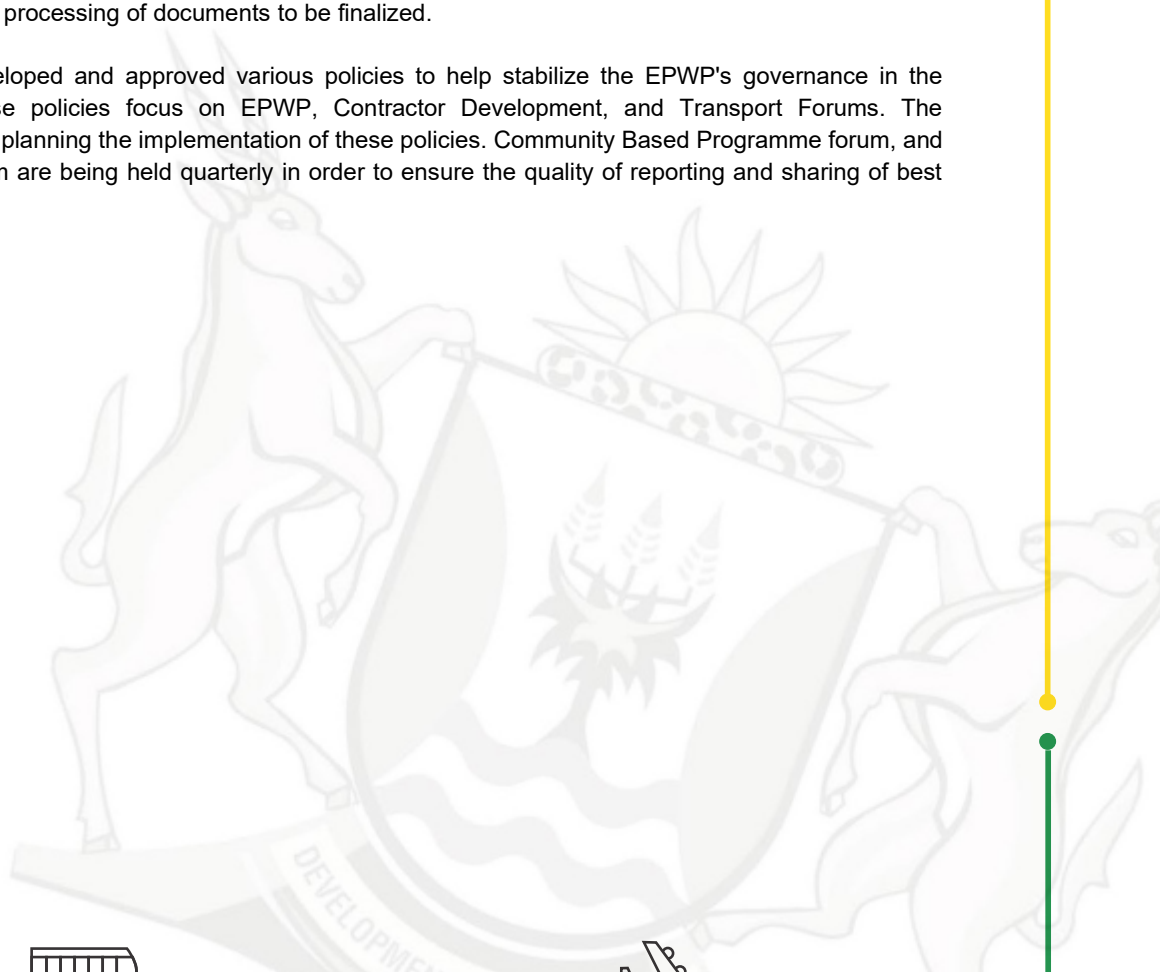 processing of documents to be finalized.
eloped and approved various policies to help stabilize the EPWP's governance in the
se policies focus on EPWP, Contractor Development, and Transport Forums. The
planning the implementation of these policies. Community Based Programme forum, and
m are being held quarterly in order to ensure the quality of reporting and sharing of best
DEVELOPMEN